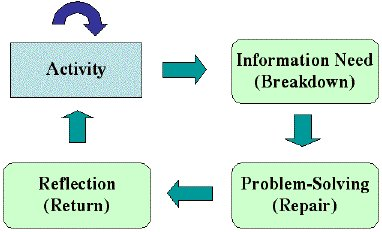 Activity
Information Need
(Breakdown)
Problem-Solving
(Repair)
Reflection
(Return)